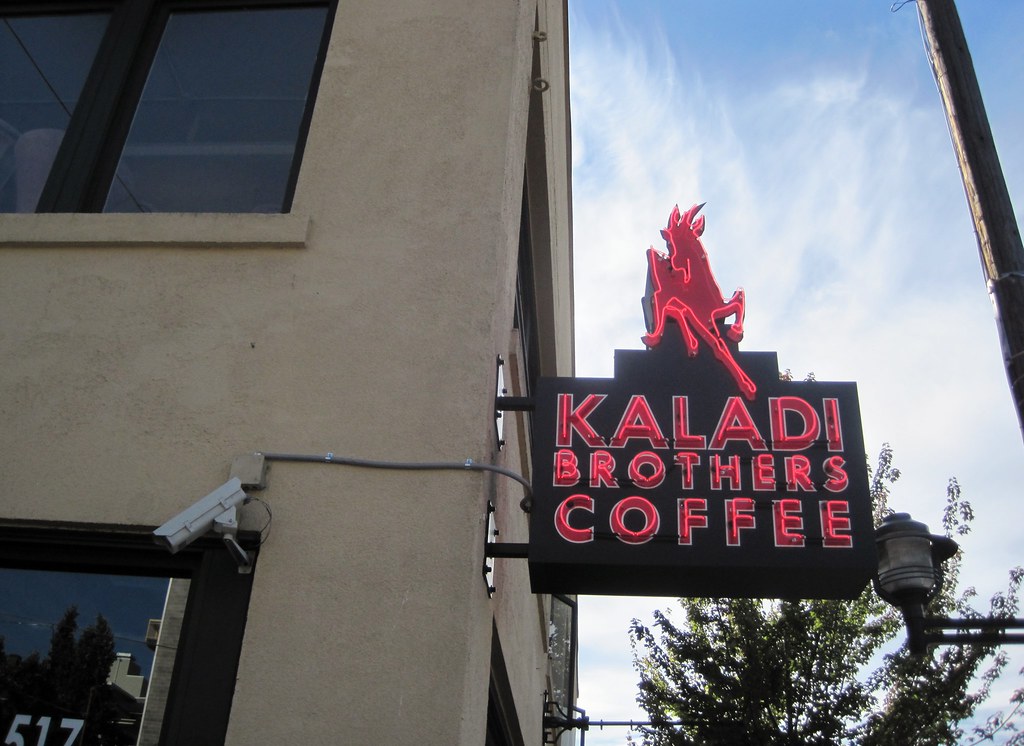 KALADI
BROTHERS
COFFEE
517